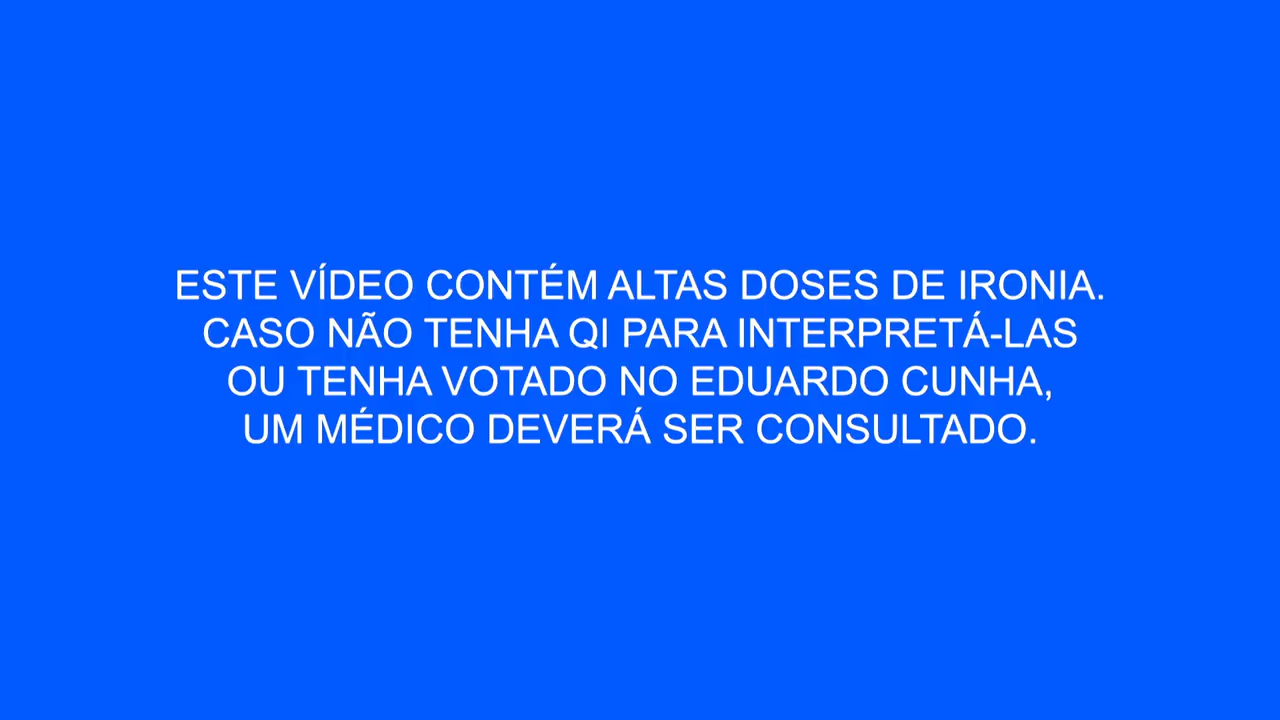 ESTE VÍDEO CONTÉM ALTAS DOSES DE IRONIA.
CASO NÃO TENHA QI PARA INTERPRETÁ-LAS
OU TENHA VOTADO NO EDUARDO CUNHA,
UM MÉDICO DEVERÁ SER CONSULTADO.